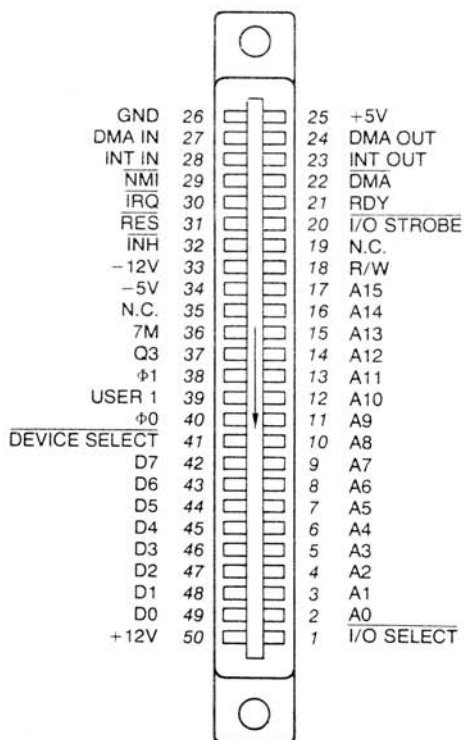 GND 26 25 +5V
DMA IN 27 24 DMA OUT
INT IN 28 23 INT OUT
NMI 29 22 DMA
IRQ 30 21 RDY
RES 31 20 I/O STROBE
INH 32 19 N.C.
−12V 33 18 R/W
−5V 34 17 A15
N.C. 35 16 A14
7M 36 15 A13
Q3 37 14 A12
Φ1 38 13 A11
USER 1 39 12 A10
Φ0 40 11 A9
DEVICE SELECT 41 10 A8
D7 42 9 A7
D6 43 8 A6
D5 44 7 A5
D4 45 6 A4
D3 46 5 A3
D2 47 4 A2
D1 48 3 A1
D0 49 2 A0
+12V 50 1 I/O SELECT